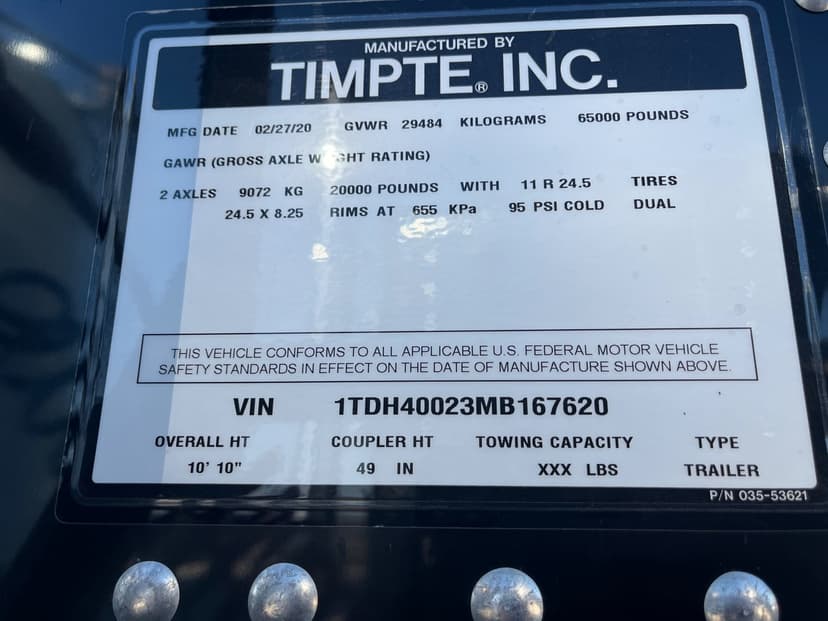 MANUFACTURED BY
TIMPTE® INC.
MFG DATE 02/27/20 GVWR 29484 KILOGRAMS 65000 POUNDS
GAWR (GROSS AXLE WEIGHT RATING)
2 AXLES 9072 KG 20000 POUNDS WITH 11 R 24.5 TIRES
24.5 X 8.25 RIMS AT 655 KPa 95 PSI COLD DUAL
THIS VEHICLE CONFORMS TO ALL APPLICABLE U.S. FEDERAL MOTOR VEHICLE
SAFETY STANDARDS IN EFFECT ON THE DATE OF MANUFACTURE SHOWN ABOVE.
VIN 1TDH40023MB167620
OVERALL HT COUPLER HT TOWING CAPACITY TYPE
10' 10" 49 IN XXX LBS TRAILER
P/N 035-53621